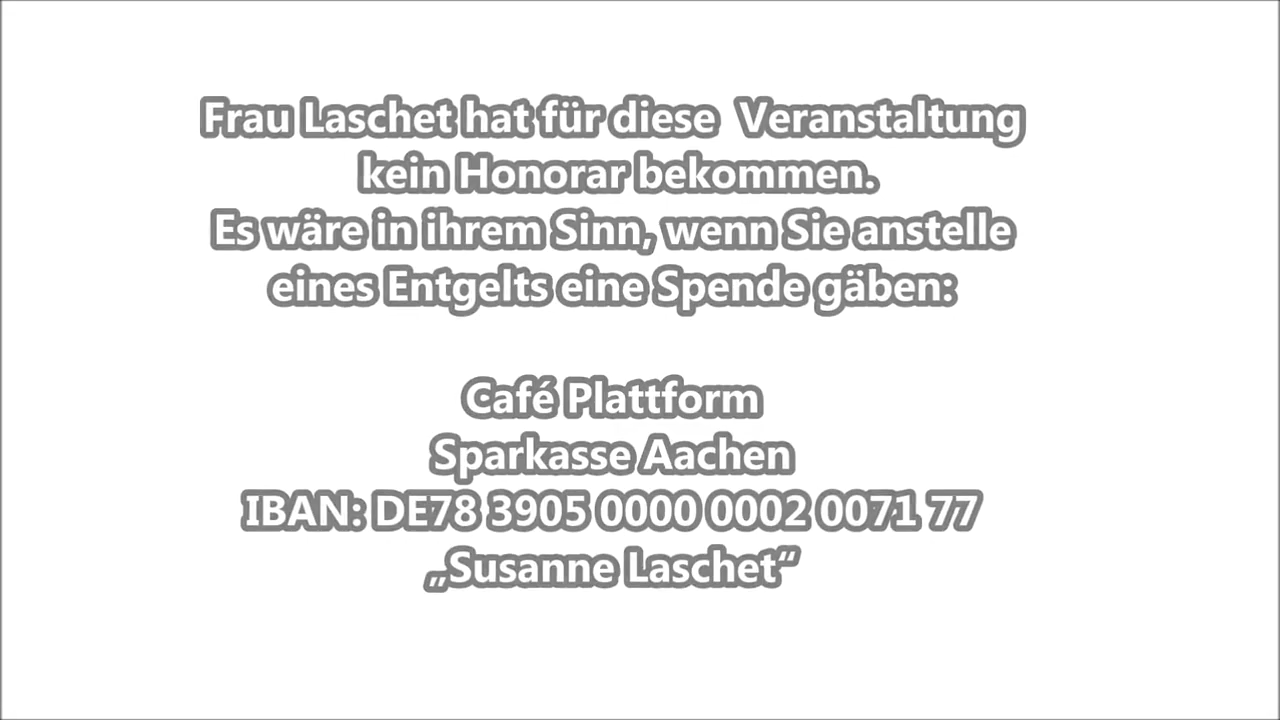 Frau Laschet hat für diese Veranstaltung
kein Honorar bekommen.
Es wäre in ihrem Sinn, wenn Sie anstelle
eines Entgelts eine Spende gäben:
Café Plattform
Sparkasse Aachen
IBAN: DE78 3905 0000 0002 0071 77
„Susanne Laschet“